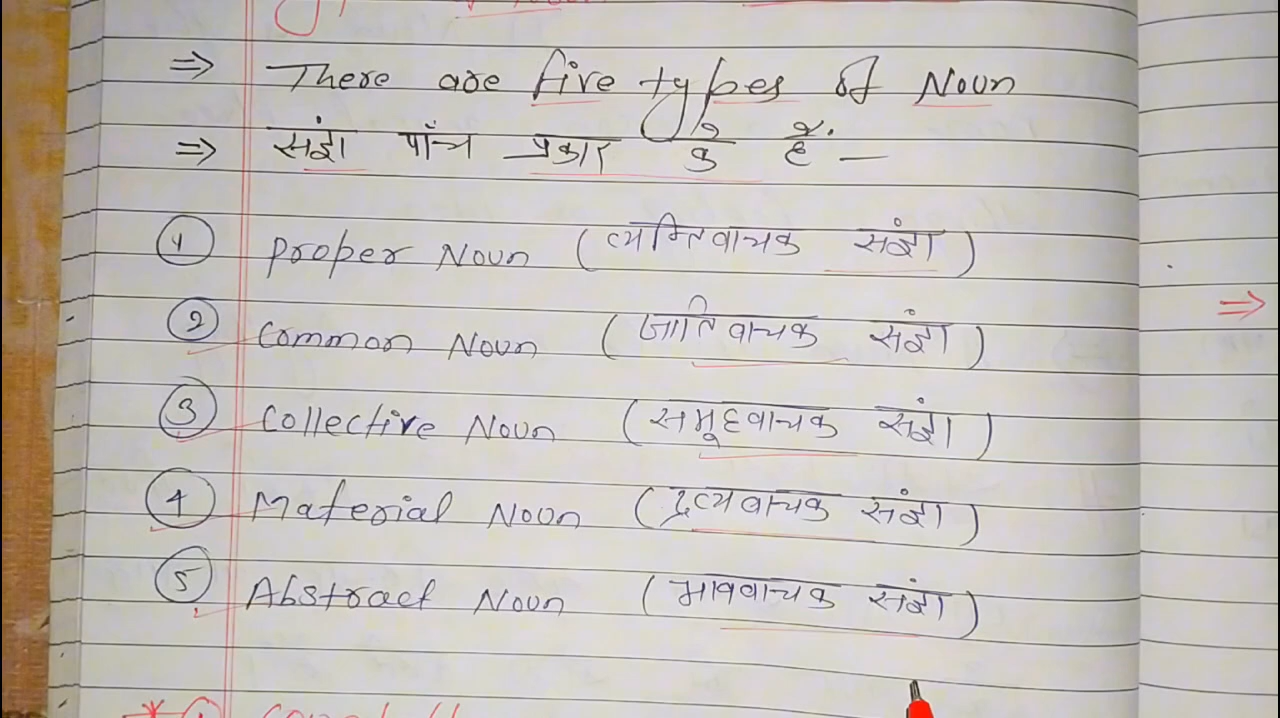 ⇒ There are five types of Noun
⇒ संज्ञा पाँच प्रकार के हैं —
① Proper Noun (व्यक्तिवाचक संज्ञा)
② Common Noun (जातिवाचक संज्ञा)
③ Collective Noun (समूहवाचक संज्ञा)
④ Material Noun (द्रव्यवाचक संज्ञा)
⑤ Abstract Noun (भाववाचक संज्ञा)
⇒